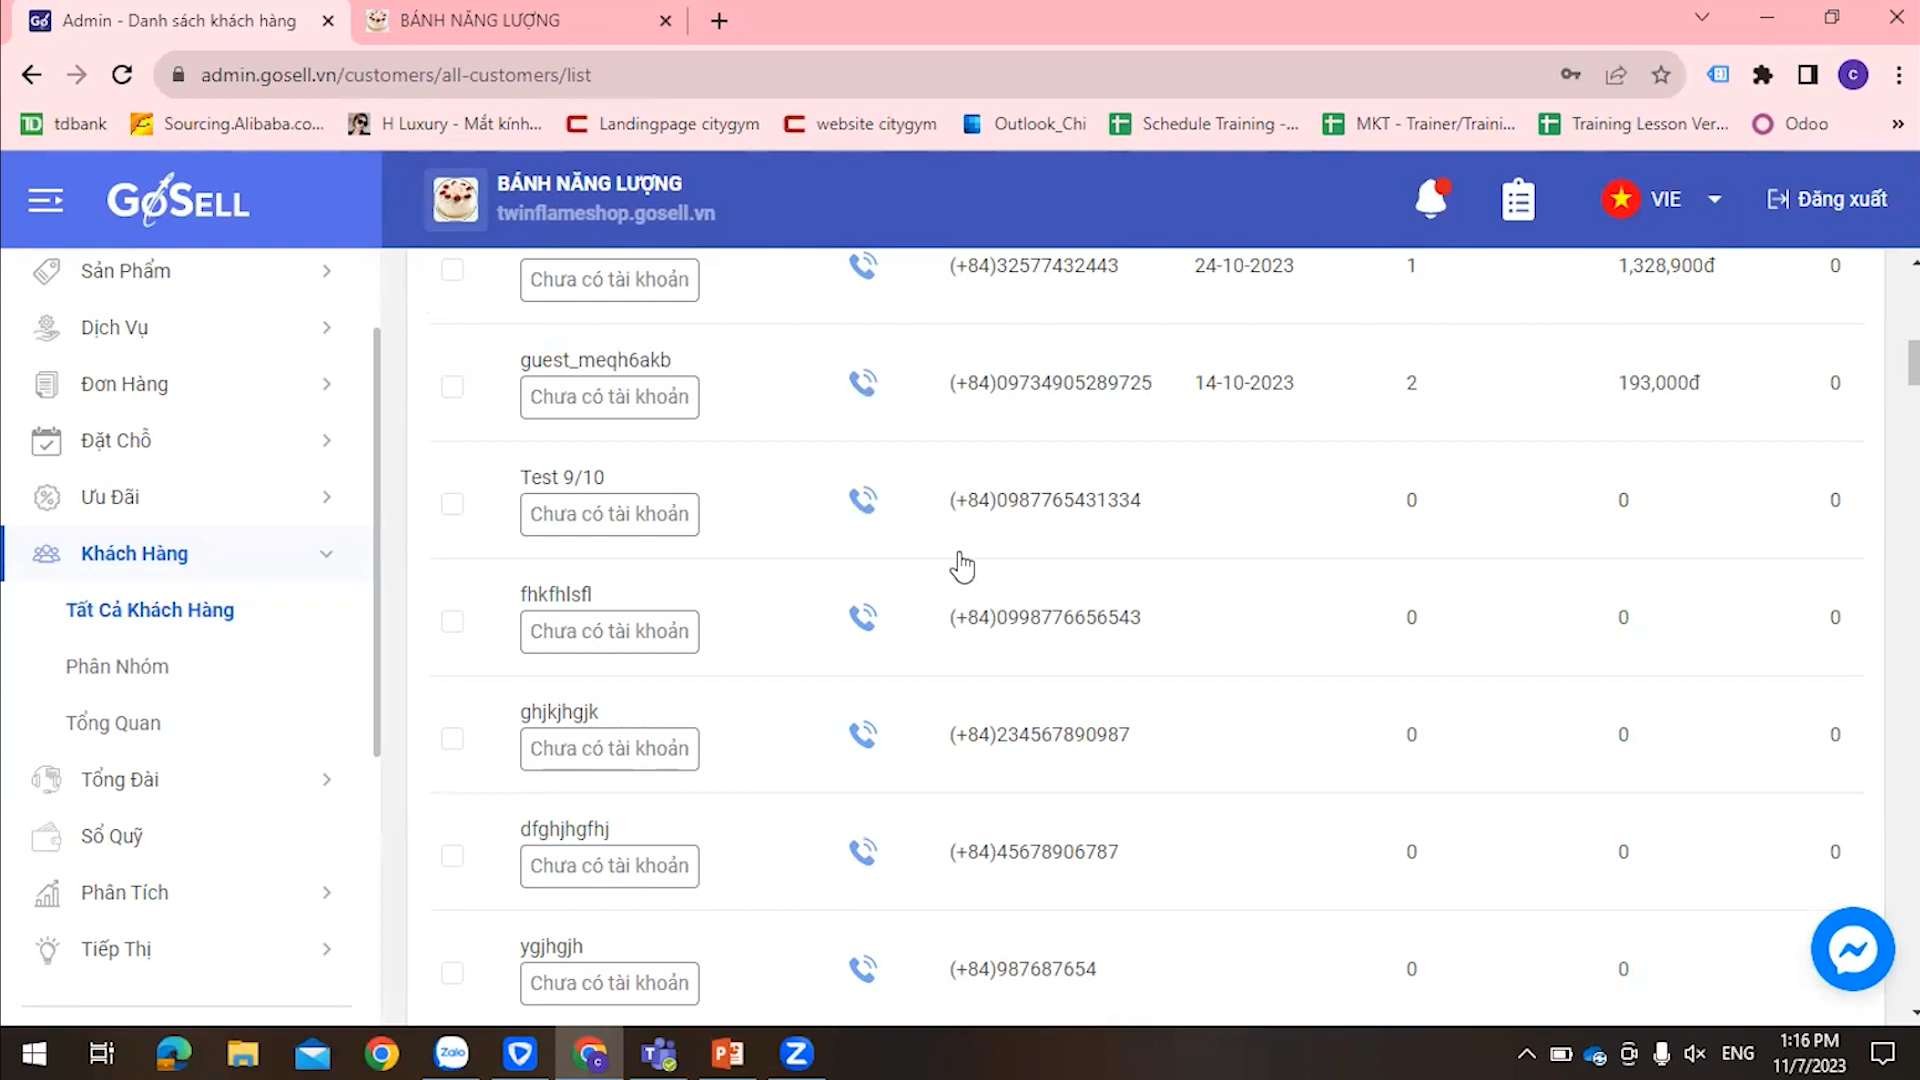 Admin - Danh sách khách hàng
BÁNH NĂNG LƯỢNG
admin.gosell.vn/customers/all-customers/list
tdbank
Sourcing.Alibaba.co...
H Luxury - Mắt kính...
Landingpage citygym
website citygym
Outlook_Chi
Schedule Training -...
MKT - Trainer/Traini...
Training Lesson Ver...
Odoo
»
GOSELL
BÁNH NĂNG LƯỢNG
twinflameshop.gosell.vn
VIE
Đăng xuất
Sản Phẩm
Dịch Vụ
Đơn Hàng
Đặt Chỗ
Ưu Đãi
Khách Hàng
Tất Cả Khách Hàng
Phân Nhóm
Tổng Quan
Tổng Đài
Sổ Quỹ
Phân Tích
Tiếp Thị
Chưa có tài khoản (+84)32577432443 24-10-2023 1 1,328,900đ 0
guest_meqh6akb
Chưa có tài khoản (+84)09734905289725 14-10-2023 2 193,000đ 0
Test 9/10
Chưa có tài khoản (+84)0987765431334 0 0 0
fhkfhlsfl
Chưa có tài khoản (+84)0998776656543 0 0 0
ghjkjhgjk
Chưa có tài khoản (+84)234567890987 0 0 0
dfghjhgfhj
Chưa có tài khoản (+84)45678906787 0 0 0
ygjhgjh
Chưa có tài khoản (+84)987687654 0 0
Zalo
ENG
1:16 PM
11/7/2023